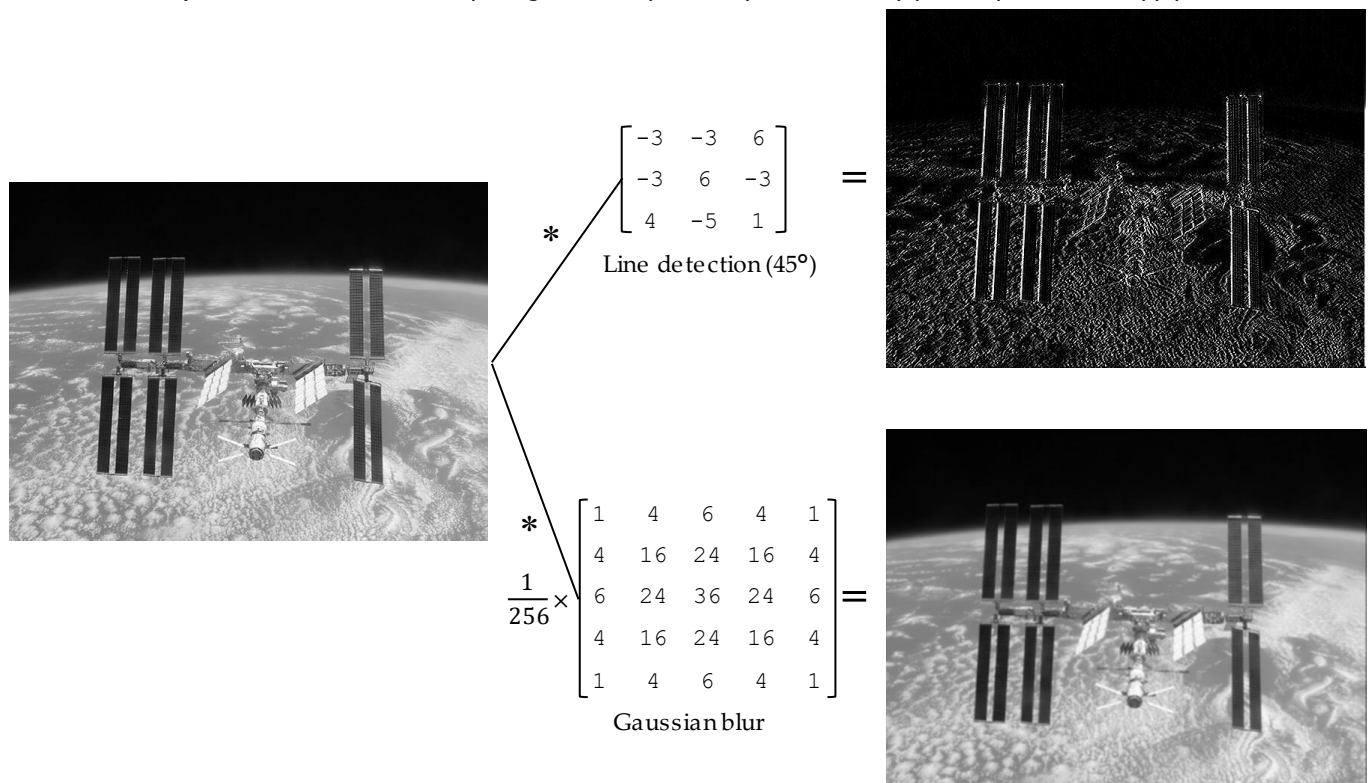 -3 -3 6
-3 6 -3
4 -5 1
*
=
Line detection (45°)
*
1/256 ×
1 4 6 4 1
4 16 24 16 4
6 24 36 24 6
4 16 24 16 4
1 4 6 4 1
=
Gaussian blur